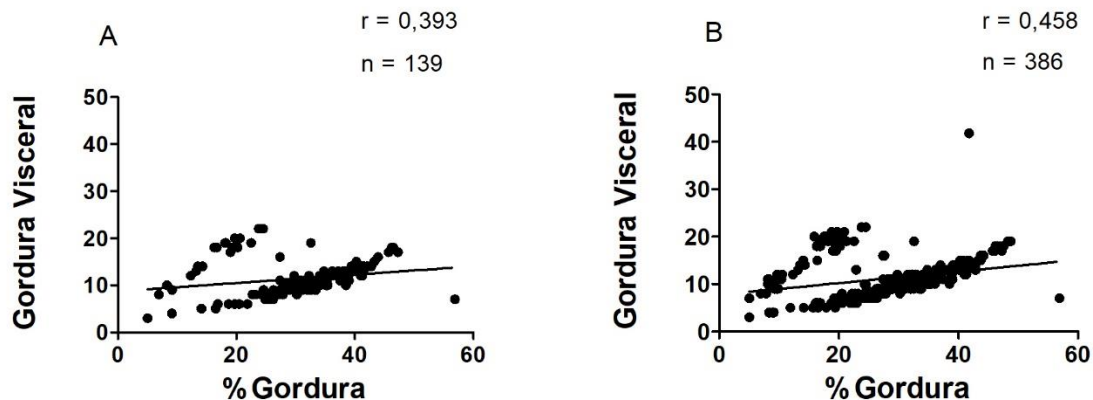 A
r = 0,393
n = 139
50
40
30
20
10
0
Gordura Visceral
0 20 40 60
% Gordura
B
r = 0,458
n = 386
50
40
30
20
10
0
Gordura Visceral
0 20 40 60
% Gordura